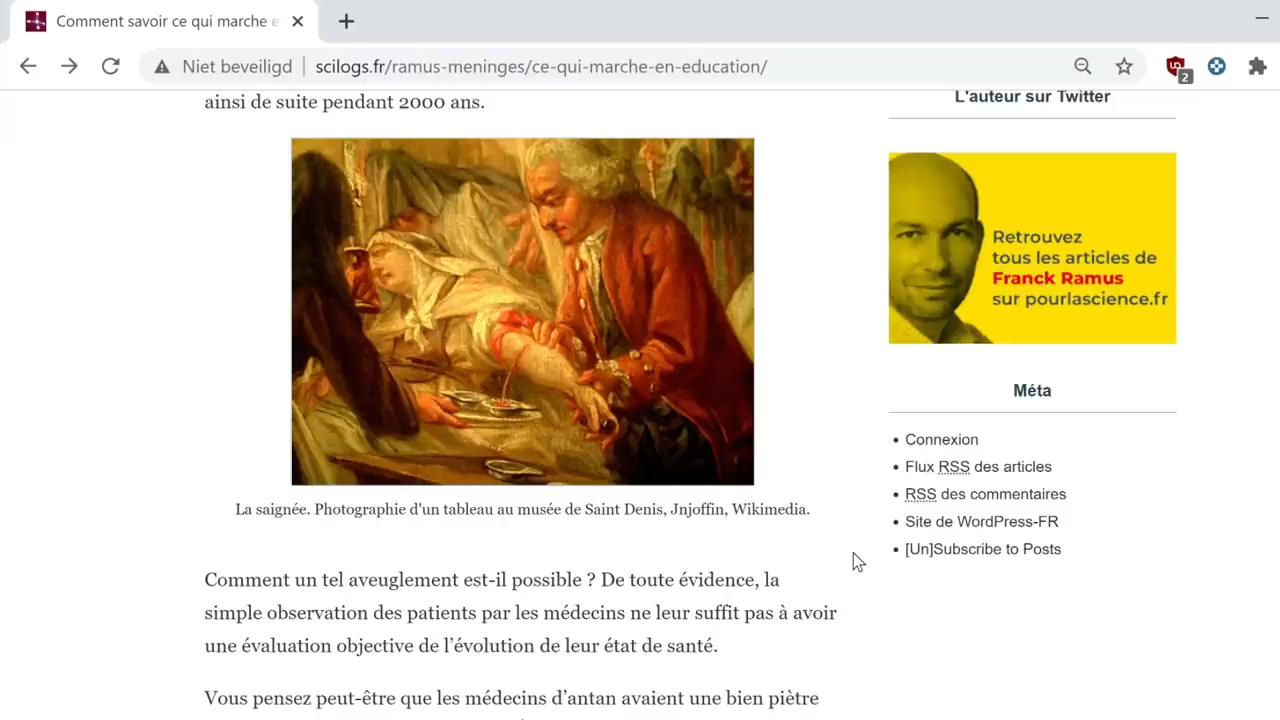 Comment savoir ce qui marche e
Niet beveiligd
scilogs.fr/ramus-meninges/ce-qui-marche-en-education/
2
ainsi de suite pendant 2000 ans.
La saignée. Photographie d'un tableau au musée de Saint Denis, Jnjoffin, Wikimedia.
Comment un tel aveuglement est-il possible ? De toute évidence, la
simple observation des patients par les médecins ne leur suffit pas à avoir
une évaluation objective de l’évolution de leur état de santé.
Vous pensez peut-être que les médecins d’antan avaient une bien piètre
L'auteur sur Twitter
Retrouvez
tous les articles de
Franck Ramus
sur pourlascience.fr
Méta
Connexion
Flux RSS des articles
RSS des commentaires
Site de WordPress-FR
[Un]Subscribe to Posts